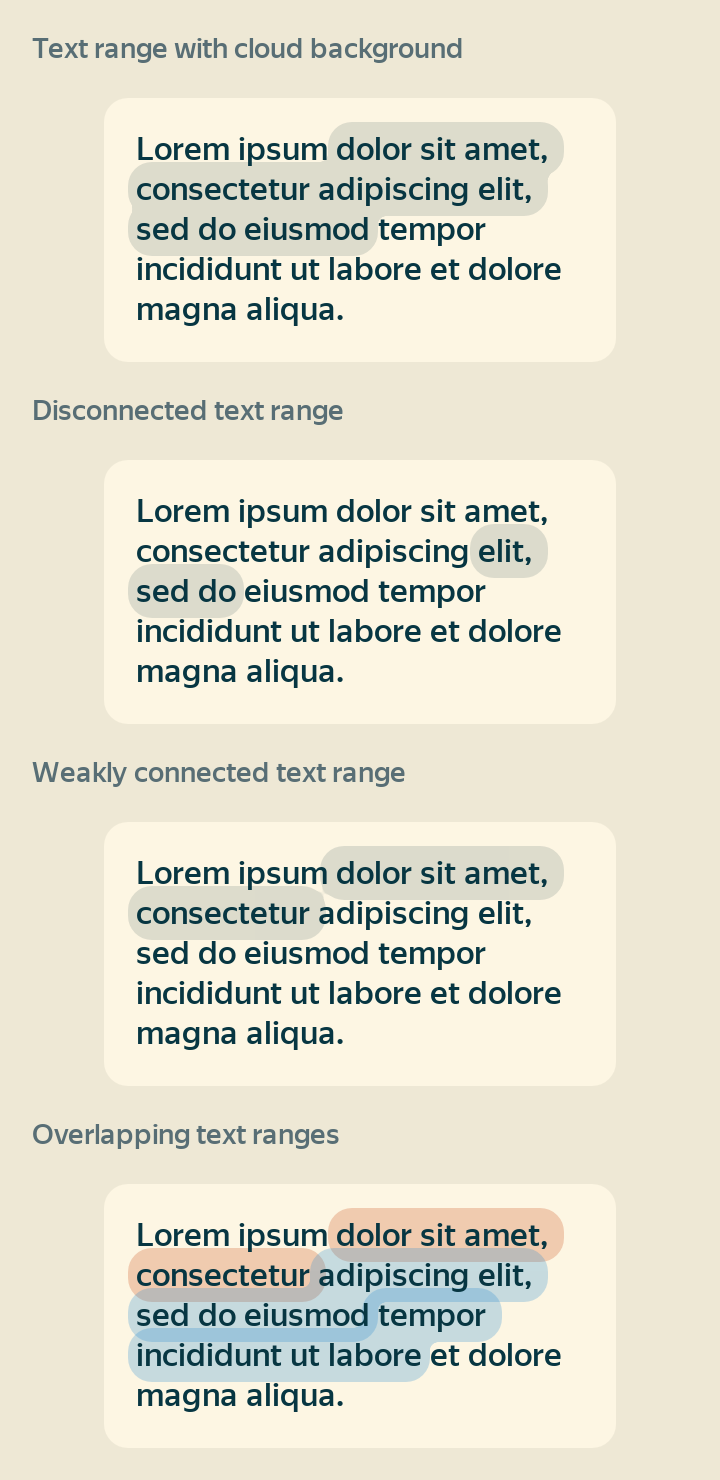 Text range with cloud background
Lorem ipsum dolor sit amet,
consectetur adipiscing elit,
sed do eiusmod tempor
incididunt ut labore et dolore
magna aliqua.
Disconnected text range
Lorem ipsum dolor sit amet,
consectetur adipiscing elit,
sed do eiusmod tempor
incididunt ut labore et dolore
magna aliqua.
Weakly connected text range
Lorem ipsum dolor sit amet,
consectetur adipiscing elit,
sed do eiusmod tempor
incididunt ut labore et dolore
magna aliqua.
Overlapping text ranges
Lorem ipsum dolor sit amet,
consectetur adipiscing elit,
sed do eiusmod tempor
incididunt ut labore et dolore
magna aliqua.